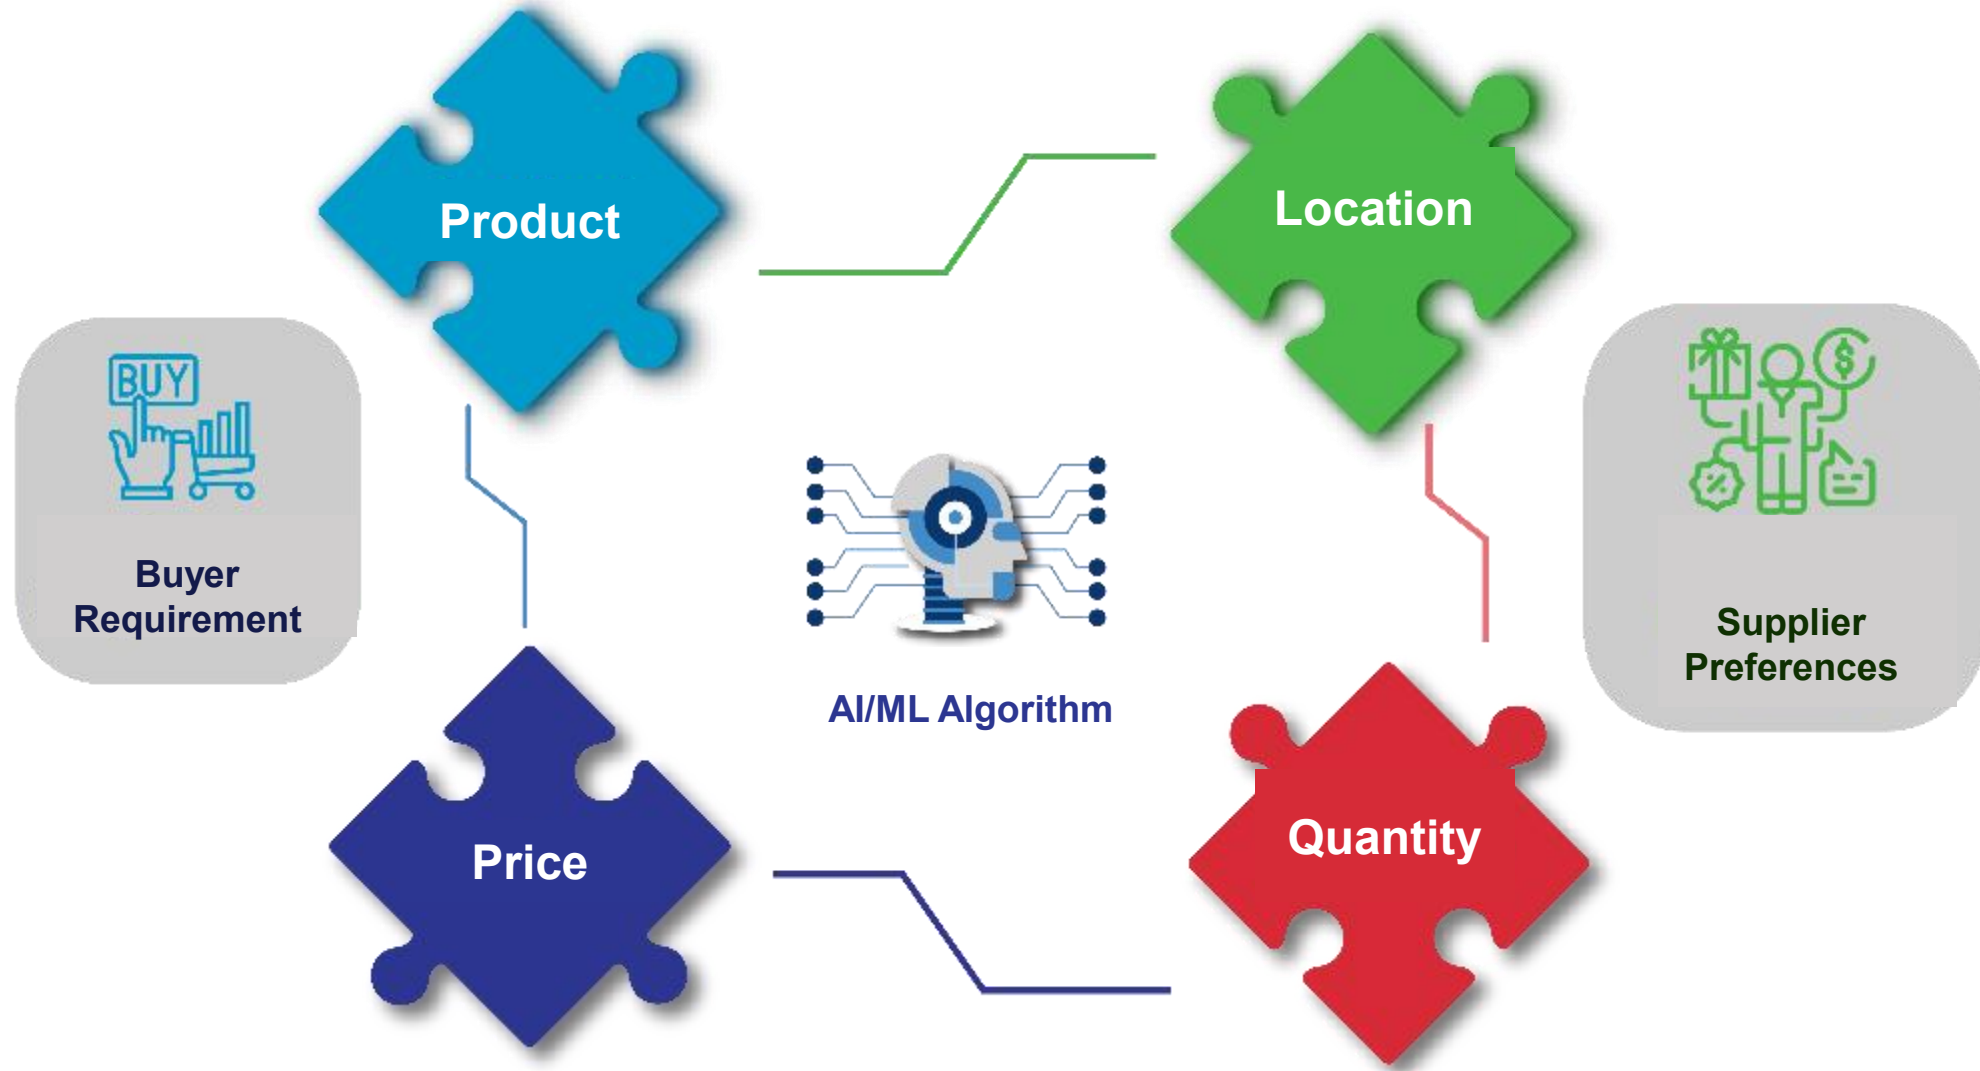 Product
Location
BUY
$
Buyer
Requirement
%
Supplier
Preferences
AI/ML Algorithm
Price
Quantity